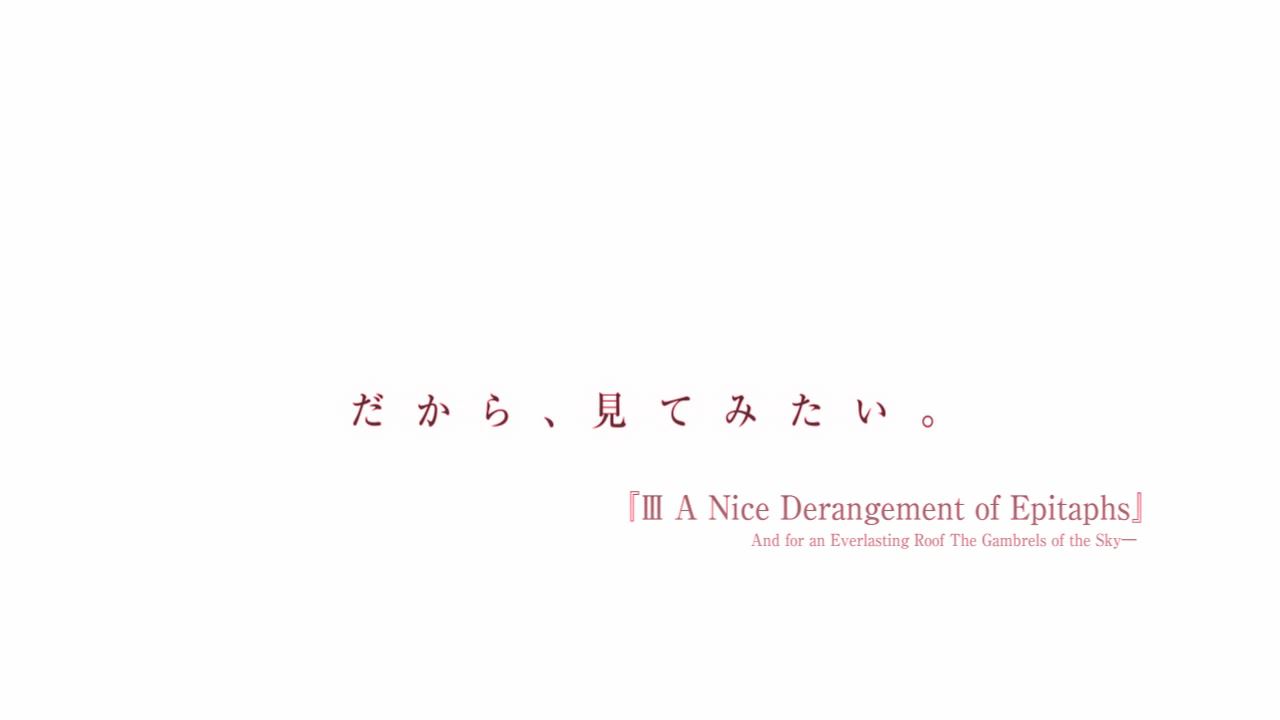 だから、見てみたい。
『Ⅲ A Nice Derangement of Epitaphs』
And for an Everlasting Roof The Gambrels of the Sky―